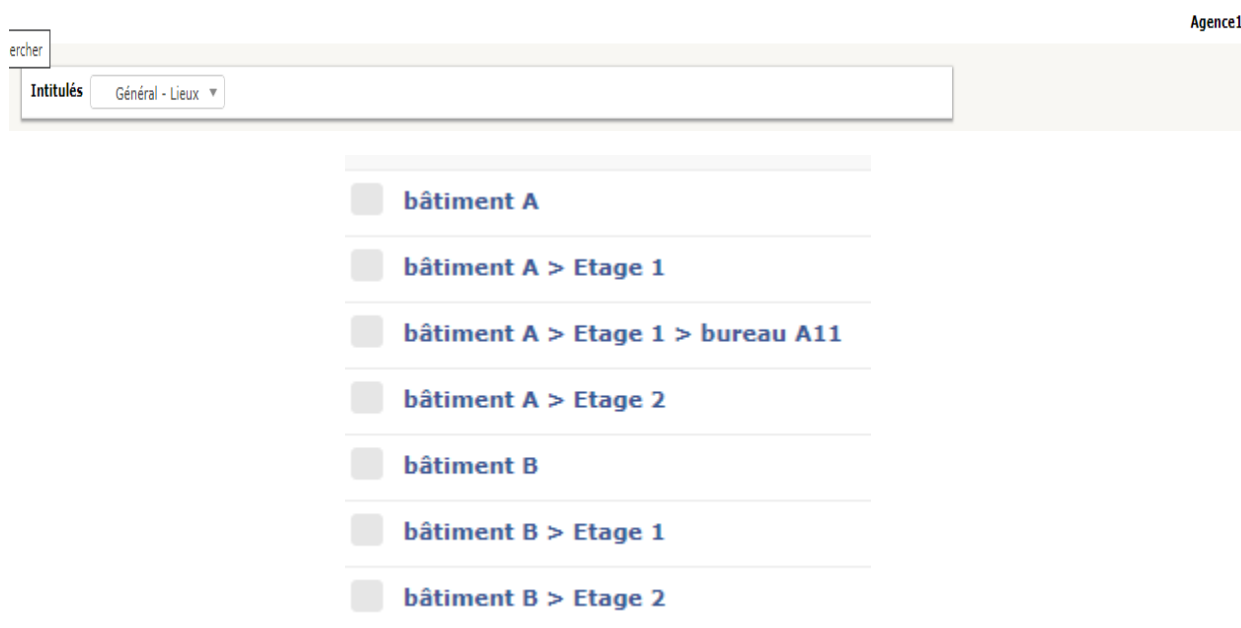 Agence1
ercher
Intitulés Général - Lieux
bâtiment A
bâtiment A > Etage 1
bâtiment A > Etage 1 > bureau A11
bâtiment A > Etage 2
bâtiment B
bâtiment B > Etage 1
bâtiment B > Etage 2